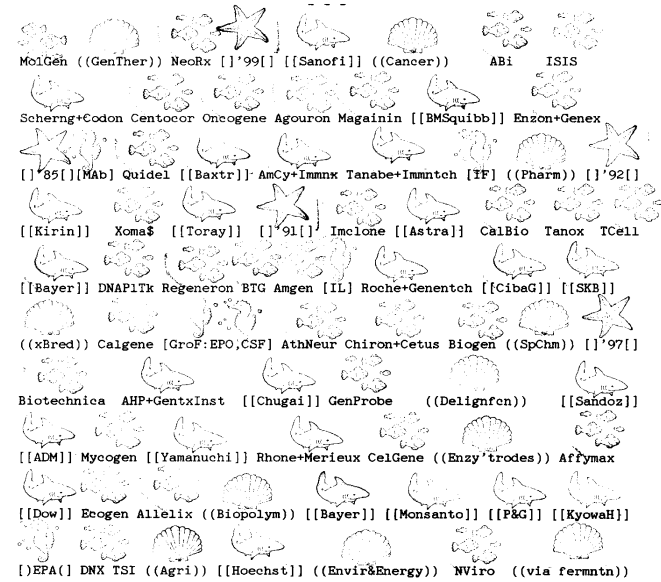 MolGen ((GenTher)) NeoRx []'99[] [[Sanofi]] ((Cancer)) ABi ISIS
Scherng+Codon Centocor Oncogene Agouron Magainin [[BMSquibb]] Enzon+Genex
[]'85[][MAb] Quidel [[Baxtr]] AmCy+Immnx Tanabe+Immntch [IF] ((Pharm)) []'92[]
[[Kirin]] Xoma$ [[Toray]] []'91[] Imclone [[Astra]] CalBio Tanox TCell
[[Bayer]] DNAPlTk Regeneron BTG Amgen [IL] Roche+Genentch [[CibaG]] [[SKB]]
((xBred)) Calgene [GroF:EPO,CSF] AthNeur Chiron+Cetus Biogen ((SpChm)) []'97[]
Biotechnica AHP+GentxInst [[Chugai]] GenProbe ((Delignfcn)) [[Sandoz]]
[[ADM]] Mycogen [[Yamanuchi]] Rhone+Merieux CelGene ((Enzy'trodes)) Affymax
[[Dow]] Ecogen Allelix ((Biopolym)) [[Bayer]] [[Monsanto]] [[P&G]] [[KyowaH}]
[)EPA(] DNX TSI ((Agri)) [[Hoechst]] ((Envir&Energy)) NViro ((via fermntn))